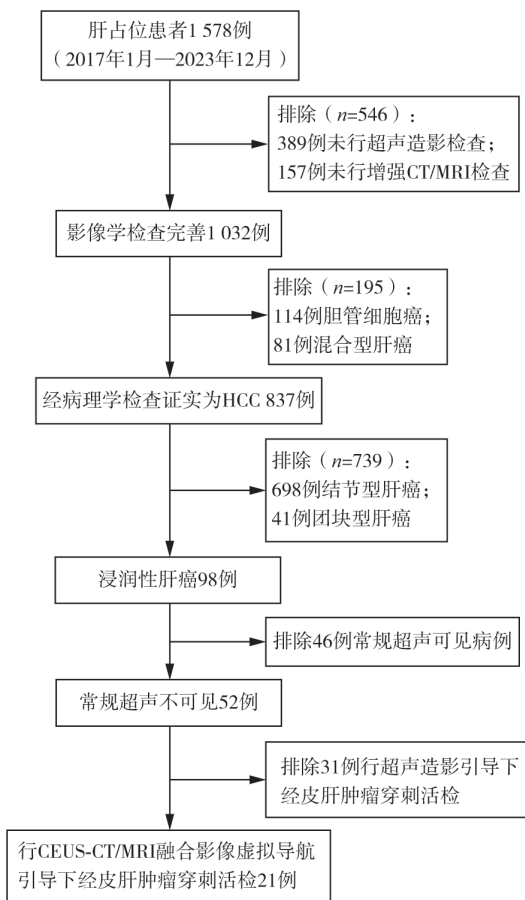 肝占位患者1 578例
（2017年1月—2023年12月）
排除（n=546）：
389例未行超声造影检查；
157例未行增强CT/MRI检查
影像学检查完善1 032例
排除（n=195）：
114例胆管细胞癌；
81例混合型肝癌
经病理学检查证实为HCC 837例
排除（n=739）：
698例结节型肝癌；
41例团块型肝癌
浸润性肝癌98例
排除46例常规超声可见病例
常规超声不可见52例
排除31例行超声造影引导下
经皮肝肿瘤穿刺活检
行CEUS-CT/MRI融合影像虚拟导航
引导下经皮肝肿瘤穿刺活检21例